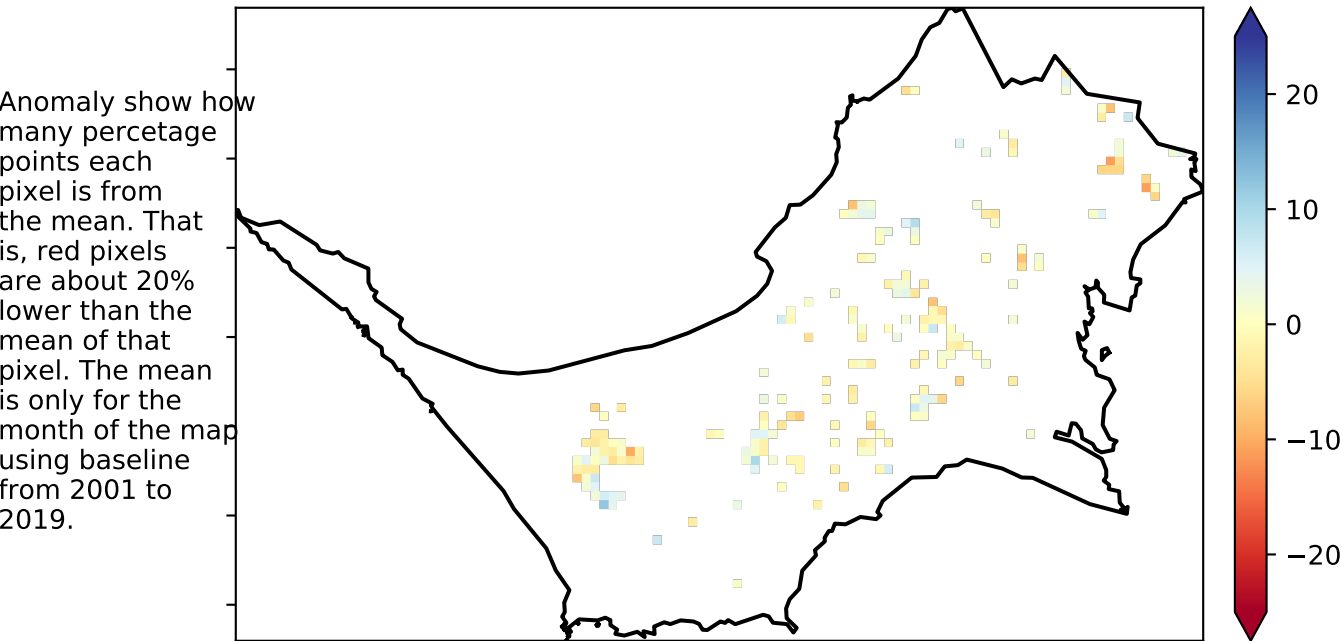 Anomaly show how
many percetage
points each
pixel is from
the mean. That
is, red pixels
are about 20%
lower than the
mean of that
pixel. The mean
is only for the
month of the map
using baseline
from 2001 to
2019.
20
10
0
−10
−20